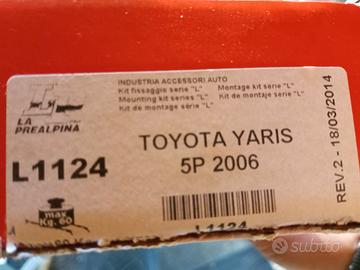 INDUSTRIA ACCESSORI AUTO
Kit fissaggio serie "L"
Montage kit serie "L"
Mounting kit series "L"
Kit de montaje serie "L"
Kit de montage série "L"
LA
PREALPINA
TOYOTA YARIS
5P 2006
L1124
max
Kg. 60
L1124
REV.2 - 18/03/2014
subito